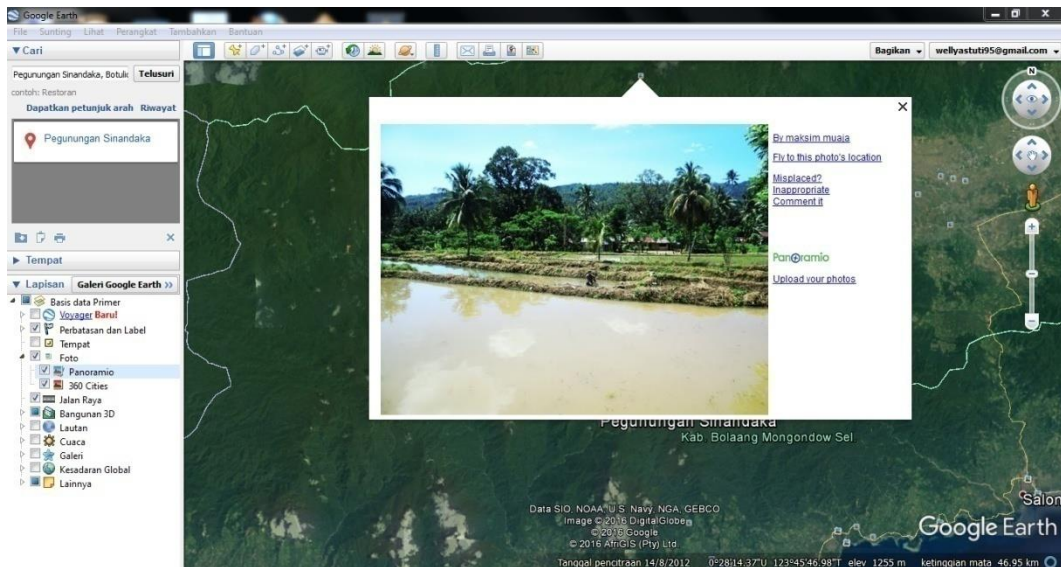 Google Earth
File Sunting Lihat Perangkat Tambahkan Bantuan
▼ Cari
Pegunungan Sinandaka, Botulic Telusuri
contoh: Restoran
Dapatkan petunjuk arah Riwayat
Pegunungan Sinandaka
Tempat
Lapisan Galeri Google Earth >>
Basis data Primer
Voyager Baru!
Perbatasan dan Label
Tempat
Foto
Panoramio
360 Cities
Jalan Raya
Bangunan 3D
Lautan
Cuaca
Galeri
Kesadaran Global
Lainnya
Bagikan wellyastuti95@gmail.com
N
By maksim muaja
Fly to this photo's location
Misplaced?
Inappropriate
Comment it
Panoramio
Upload your photos
Pegunungan Sinandaka
Kab Bolaang Mongondow Sel
Salon
Data SIO, NOAA, U.S. Navy, NGA, GEBCO
Image © 2016 DigitalGlobe
© 2016 Google
© 2016 AfriGIS (Pty) Ltd.
Google Earth
Tanggal pencitraan 14/8/2012 0°28'14.37"U 123°45'46.98"T elev 1255 m ketinggian mata 46.95 km